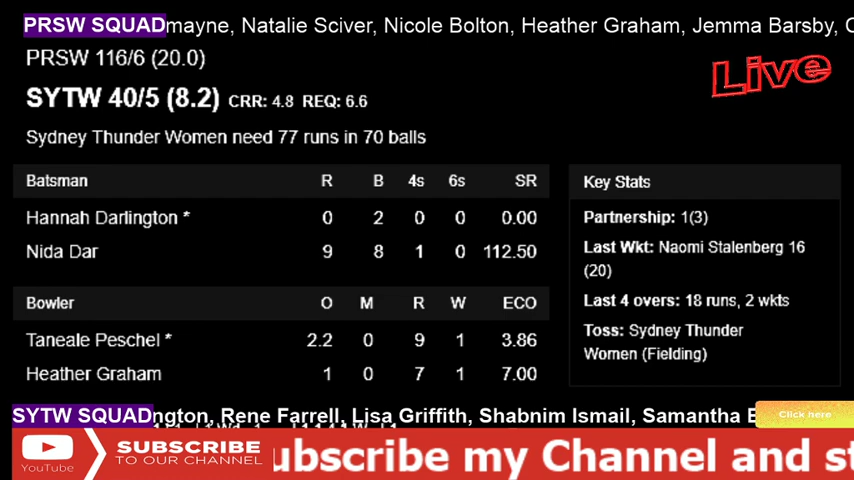 PRSW SQUAD mayne, Natalie Sciver, Nicole Bolton, Heather Graham, Jemma Barsby,
PRSW 116/6 (20.0)
Live
SYTW 40/5 (8.2) CRR: 4.8 REQ: 6.6
Sydney Thunder Women need 77 runs in 70 balls
Batsman R B 4s 6s SR
Hannah Darlington * 0 2 0 0 0.00
Nida Dar 9 8 1 0 112.50
Bowler O M R W ECO
Taneale Peschel * 2.2 0 9 1 3.86
Heather Graham 1 0 7 1 7.00
Key Stats
Partnership: 1(3)
Last Wkt: Naomi Stalenberg 16
(20)
Last 4 overs: 18 runs, 2 wkts
Toss: Sydney Thunder
Women (Fielding)
SYTW SQUAD ngton, Rene Farrell, Lisa Griffith, Shabnim Ismail, Samantha
Click here
YouTube
SUBSCRIBE
TO OUR CHANNEL
ubscribe my Channel and st